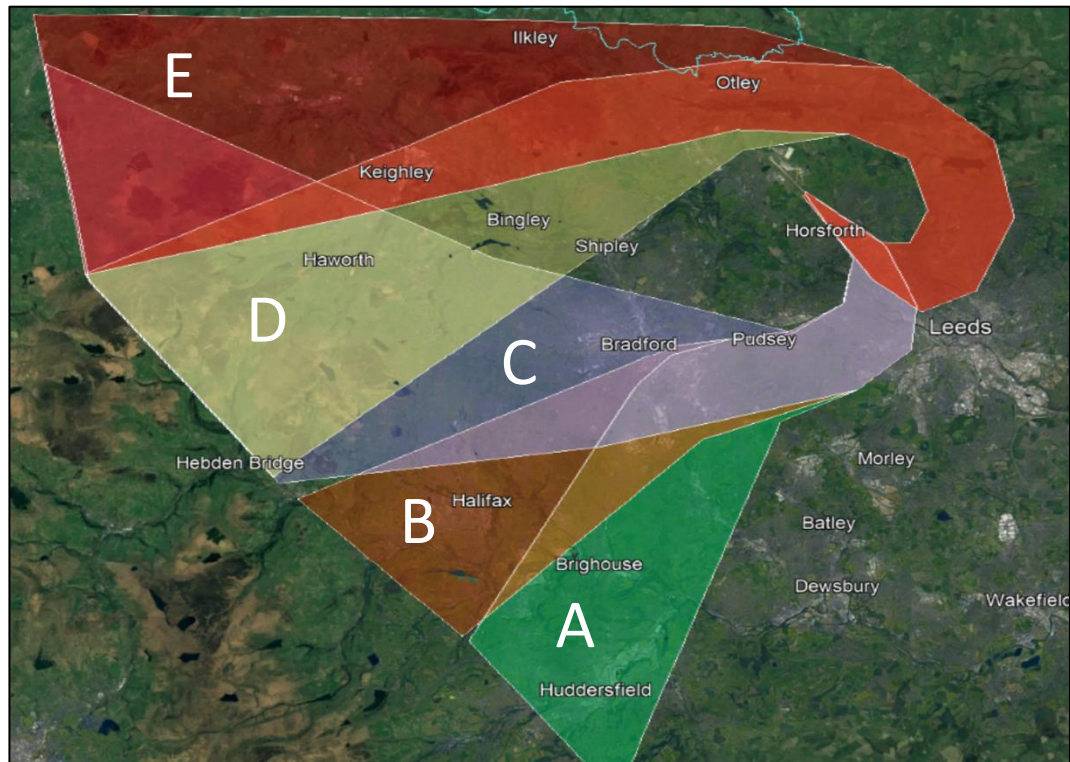 Ilkley
E
Otley
Keighley
Bingley
Horsforth
Shipley
Haworth
D
Leeds
Bradford
Pudsey
C
Hebden Bridge
Morley
Halifax
B
Batley
Brighouse
Dewsbury
Wakefield
A
Huddersfield